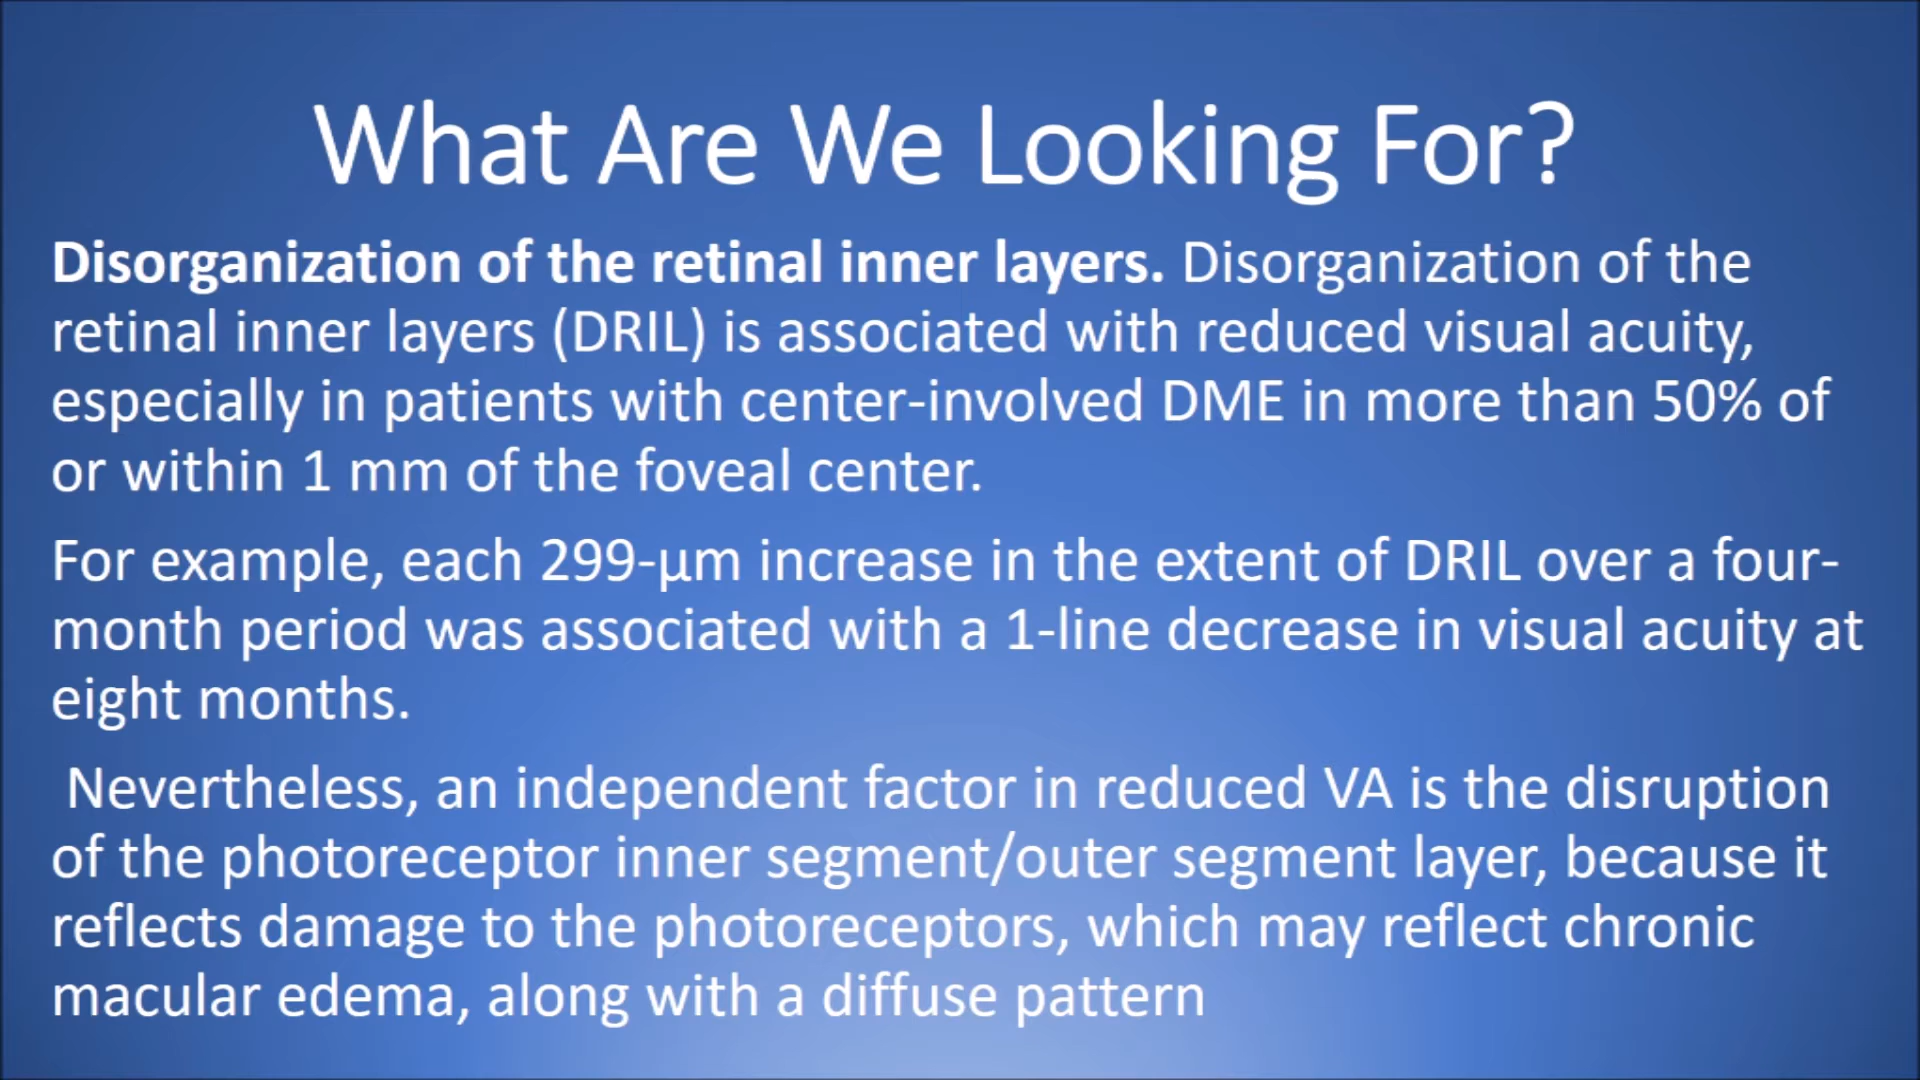 What Are We Looking For?
Disorganization of the retinal inner layers. Disorganization of the
retinal inner layers (DRIL) is associated with reduced visual acuity,
especially in patients with center-involved DME in more than 50% of
or within 1 mm of the foveal center.
For example, each 299-µm increase in the extent of DRIL over a four-
month period was associated with a 1-line decrease in visual acuity at
eight months.
Nevertheless, an independent factor in reduced VA is the disruption
of the photoreceptor inner segment/outer segment layer, because it
reflects damage to the photoreceptors, which may reflect chronic
macular edema, along with a diffuse pattern